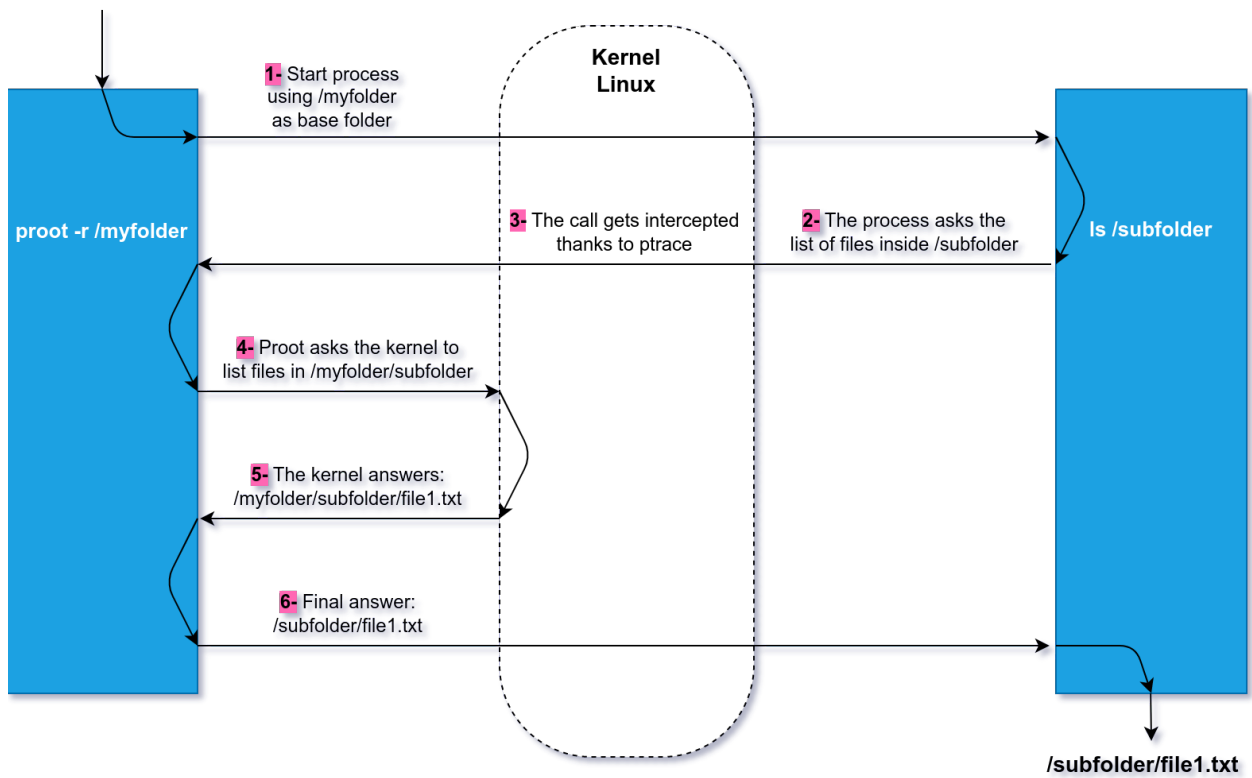 Kernel
Linux
1- Start process
using /myfolder
as base folder
proot -r /myfolder
3- The call gets intercepted
thanks to ptrace
2- The process asks the
list of files inside /subfolder
ls /subfolder
4- Proot asks the kernel to
list files in /myfolder/subfolder
5- The kernel answers:
/myfolder/subfolder/file1.txt
6- Final answer:
/subfolder/file1.txt
/subfolder/file1.txt